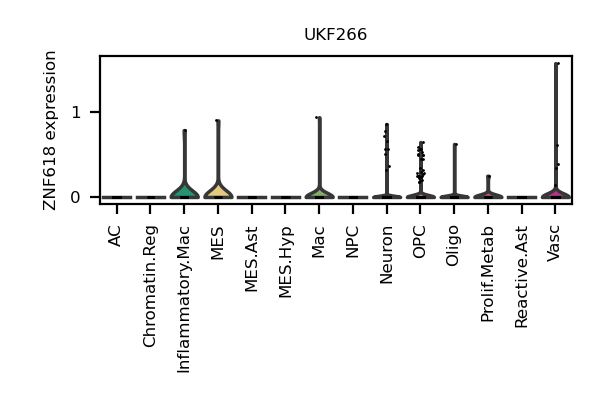 UKF266
ZNF618 expression
1
0
AC
Chromatin.Reg
Inflammatory.Mac
MES
MES.Ast
MES.Hyp
Mac
NPC
Neuron
OPC
Oligo
Prolif.Metab
Reactive.Ast
Vasc